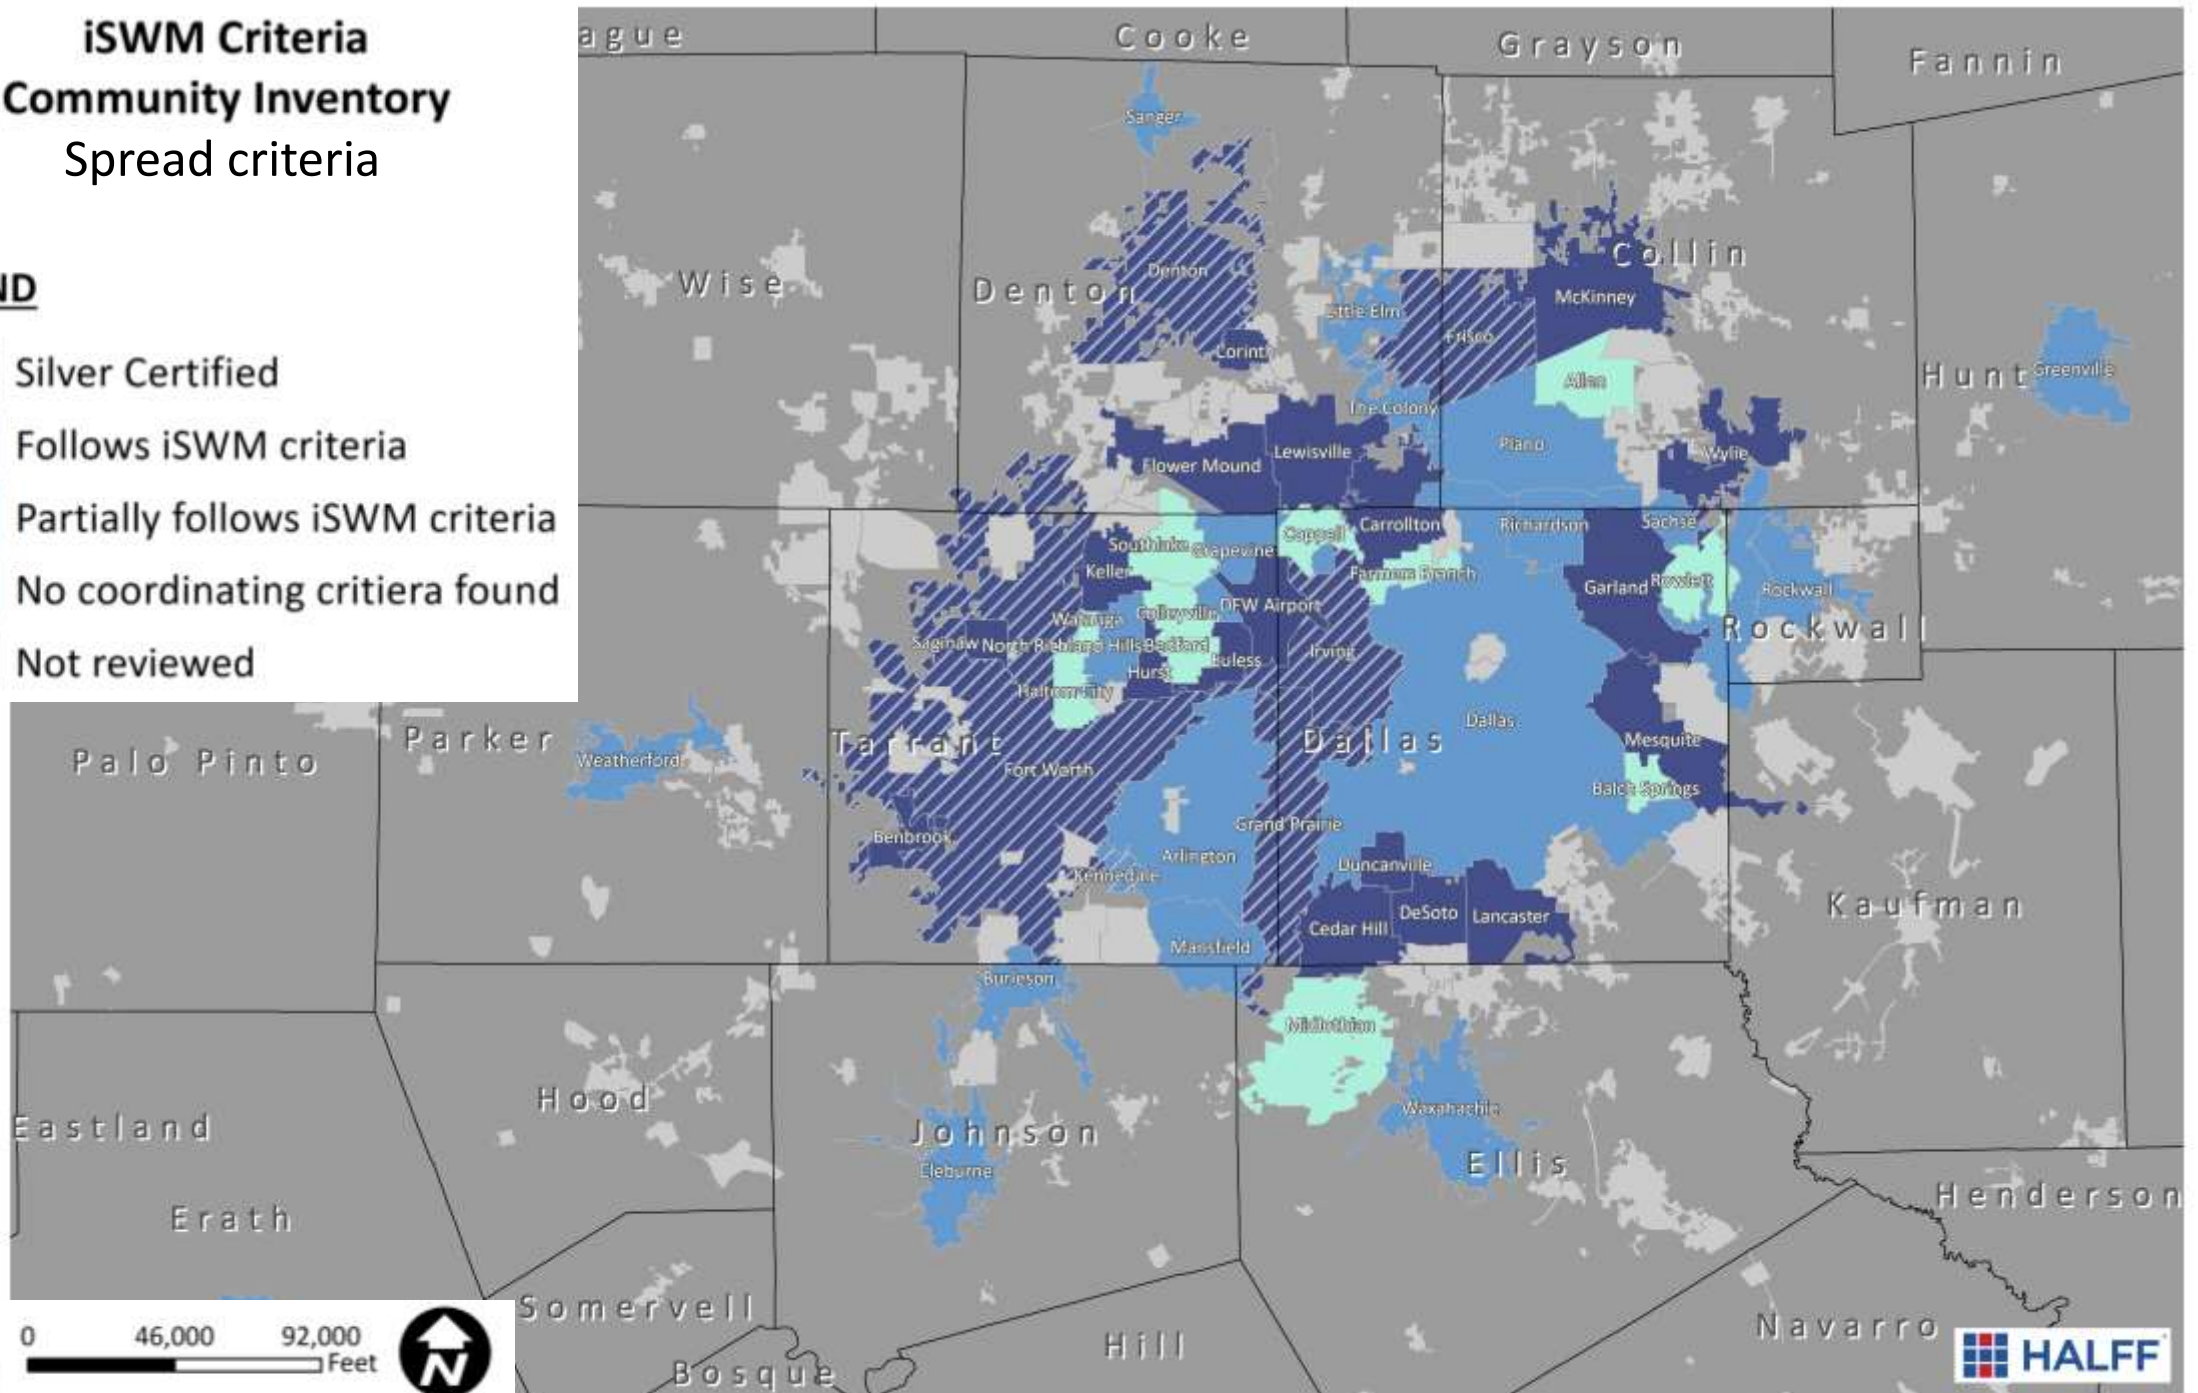 iSWM Criteria
Community Inventory
Spread criteria
ND
Silver Certified
Follows iSWM criteria
Partially follows iSWM criteria
No coordinating critiera found
Not reviewed
ague
Cooke
Grayson
Fannin
Sanger
Wise
Denton
Denton
Collin
McKinney
Little Elm
Frisco
Corinth
Allen
Hunt
Greenville
The Colony
Plano
Lewisville
Flower Mound
Wylie
Carrollton
Richardson
Sachse
Coppell
Southlake
Grapevine
Keller
Farmers Branch
Garland
Rowlett
Rockwall
Rockwall
DFW Airport
Colleyville
Watauga
Saginaw
North Richland Hills
Bedford
Euless
Irving
Hurst
Haltom City
Dallas
Dallas
Mesquite
Parker
Palo Pinto
Weatherford
Tarrant
Fort Worth
Balch Springs
Grand Prairie
Benbrook
Arlington
Duncanville
Kennedale
Kaufman
DeSoto
Lancaster
Cedar Hill
Mansfield
Burleson
Midlothian
Hood
Waxahachie
Eastland
Johnson
Ellis
Cleburne
Henderson
Erath
Somervell
Navarro
Hill
Bosque
0 46,000 92,000
Feet
N
HALFF